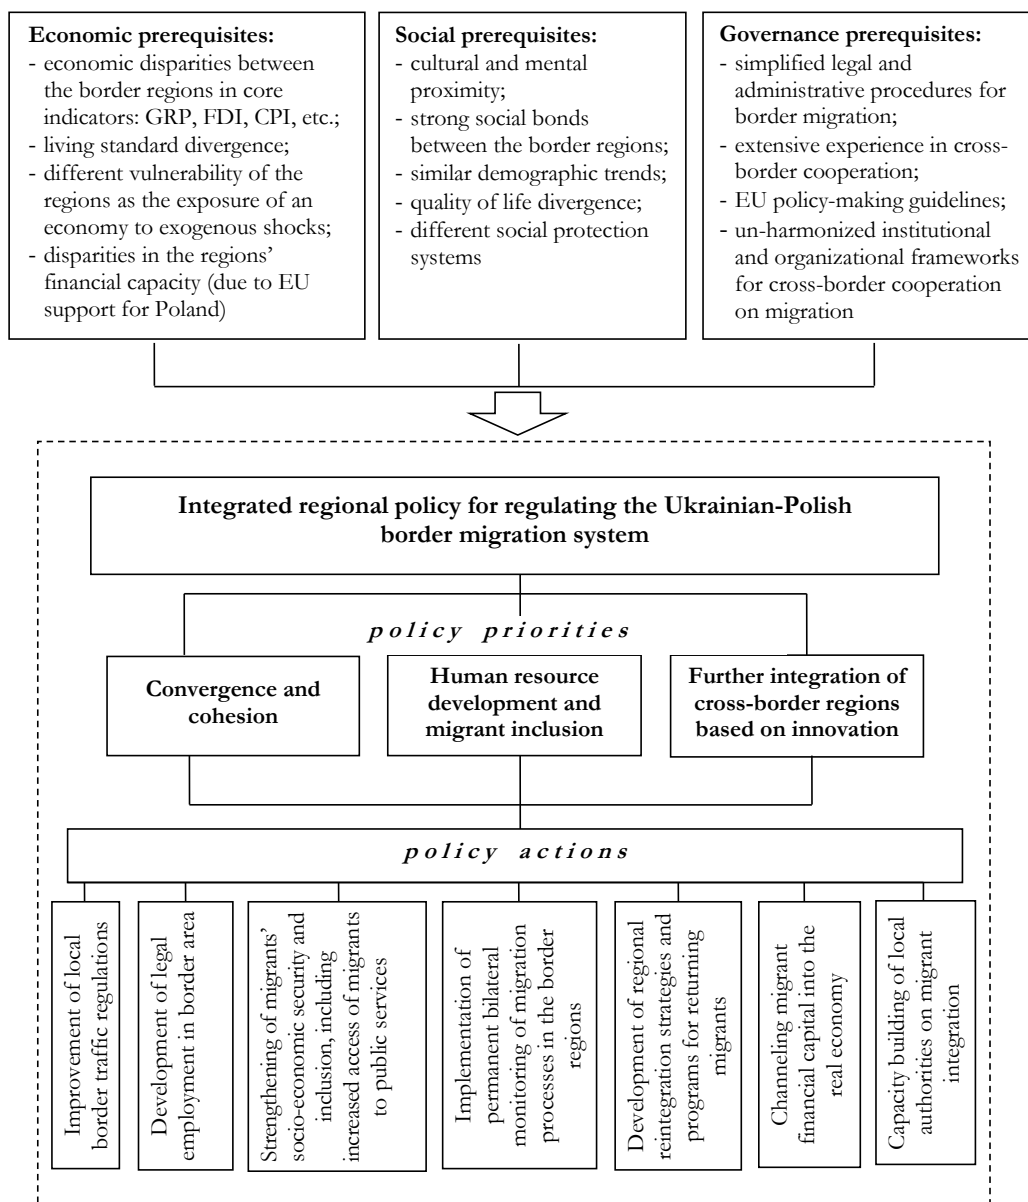 Economic prerequisites:
- economic disparities between
the border regions in core
indicators: GRP, FDI, CPI, etc.;
- living standard divergence;
- different vulnerability of the
regions as the exposure of an
economy to exogenous shocks;
- disparities in the regions'
financial capacity (due to EU
support for Poland)
Social prerequisites:
- cultural and mental
proximity;
- strong social bonds
between the border regions;
- similar demographic trends;
- quality of life divergence;
- different social protection
systems
Governance prerequisites:
- simplified legal and
administrative procedures for
border migration;
- extensive experience in cross-
border cooperation;
- EU policy-making guidelines;
- un-harmonized institutional
and organizational frameworks
for cross-border cooperation
on migration
Integrated regional policy for regulating the Ukrainian-Polish
border migration system
policy priorities
Convergence and
cohesion
Human resource
development and
migrant inclusion
Further integration of
cross-border regions
based on innovation
policy actions
Improvement of local
border traffic regulations
Development of legal
employment in border area
Strengthening of migrants'
socio-economic security and
inclusion, including
increased access of migrants
to public services
Implementation of
permanent bilateral
monitoring of migration
processes in the border
regions
Development of regional
reintegration strategies and
programs for returning
migrants
Channeling migrant
financial capital into the
real economy
Capacity building of local
authorities on migrant
integration